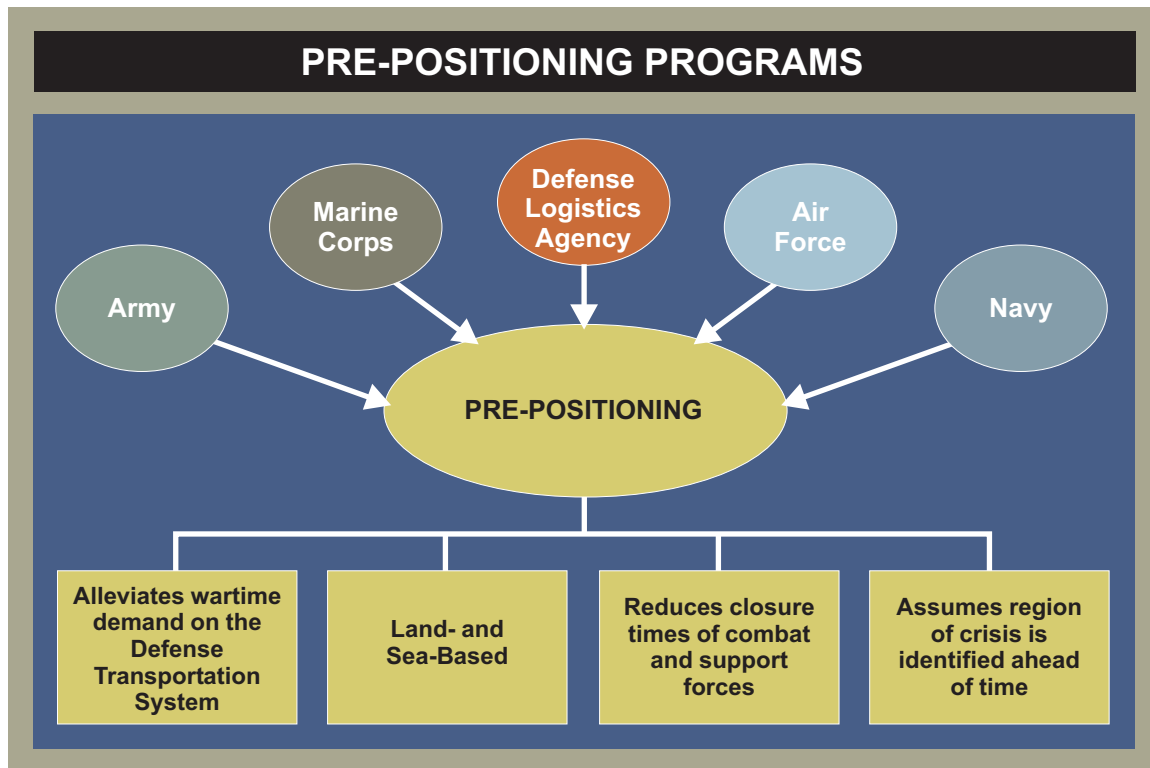 PRE-POSITIONING PROGRAMS
Army
Marine
Corps
Defense
Logistics
Agency
Air
Force
Navy
PRE-POSITIONING
Alleviates wartime
demand on the
Defense
Transportation
System
Land- and
Sea-Based
Reduces closure
times of combat
and support
forces
Assumes region
of crisis is
identified ahead
of time